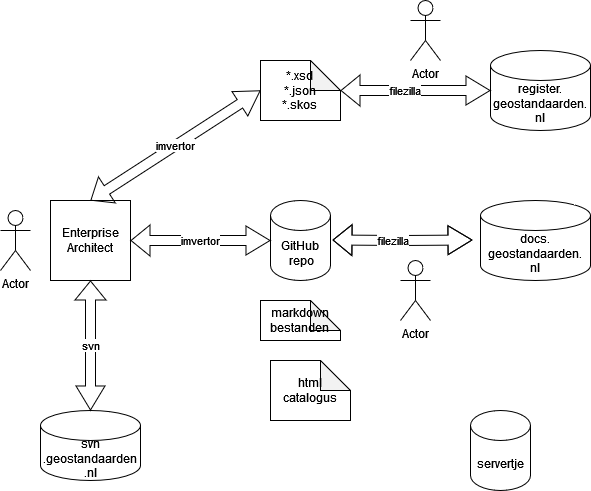 Actor
*.xsd
*.json
*.skos
filezilla
register.
geostandaarden.
nl
imvertor
Enterprise
Architect
Actor
imvertor
GitHub
repo
filezilla
docs.
geostandaarden.
nl
Actor
markdown
bestanden
svn
html
catalogus
svn
.geostandaarden
.nl
servertje